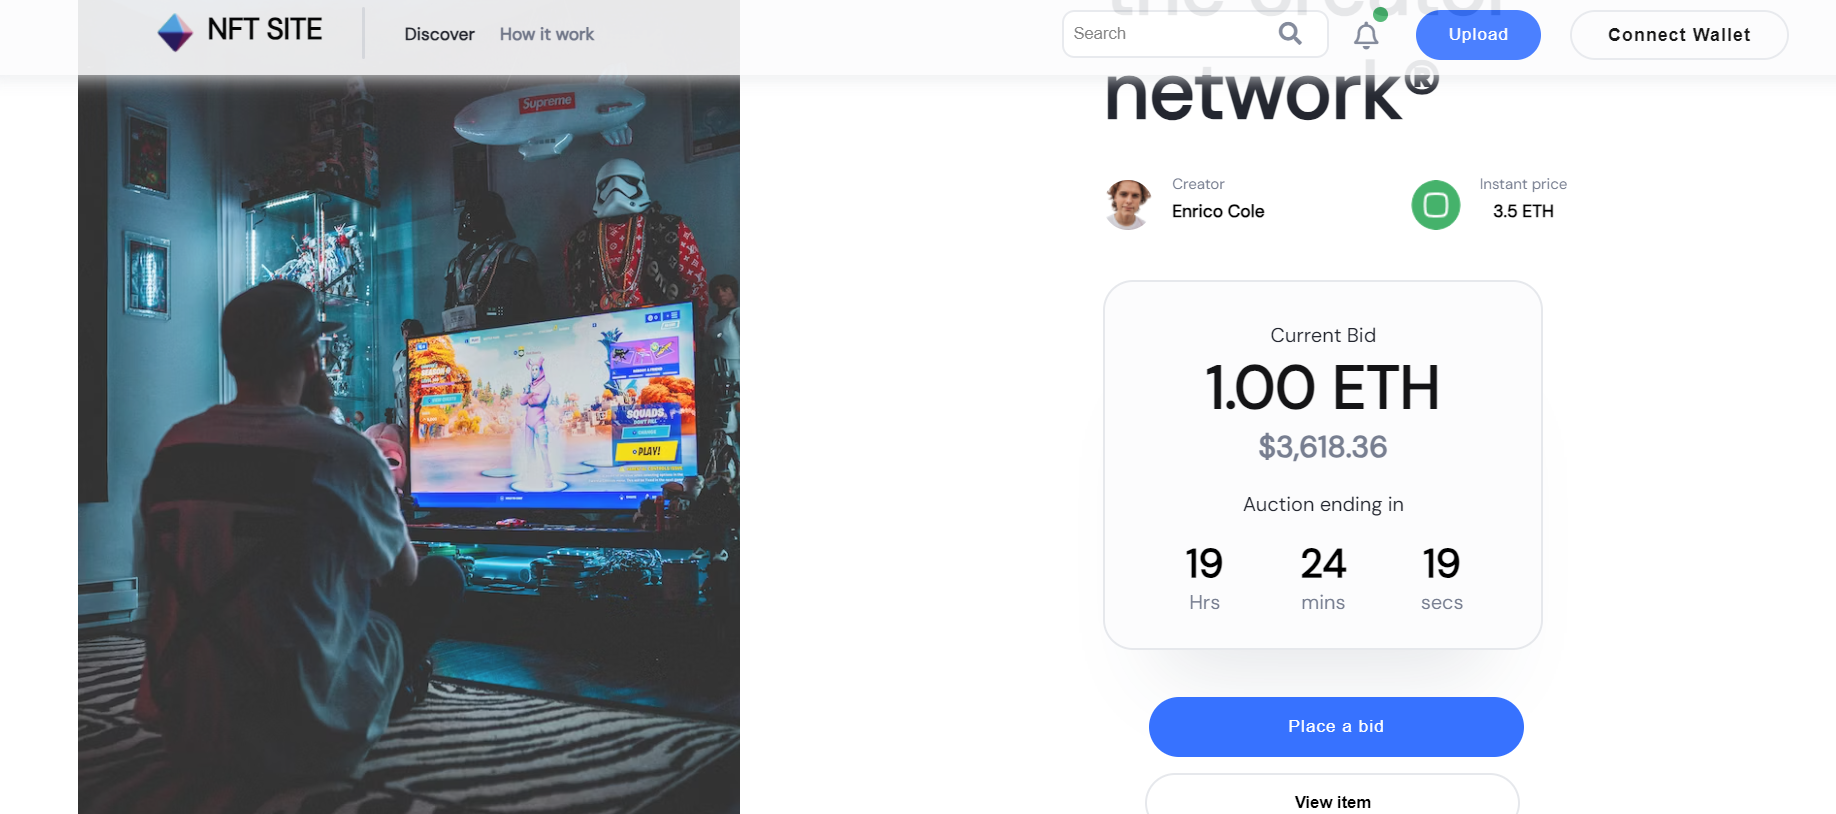 NFT SITE
Discover
How it work
Search
Upload
Connect Wallet
the creator
network®
Supreme
Creator
Enrico Cole
Instant price
3.5 ETH
Current Bid
1.00 ETH
$3,618.36
Auction ending in
19
24
19
Hrs
mins
secs
SQUADS
PLAY!
Place a bid
View item